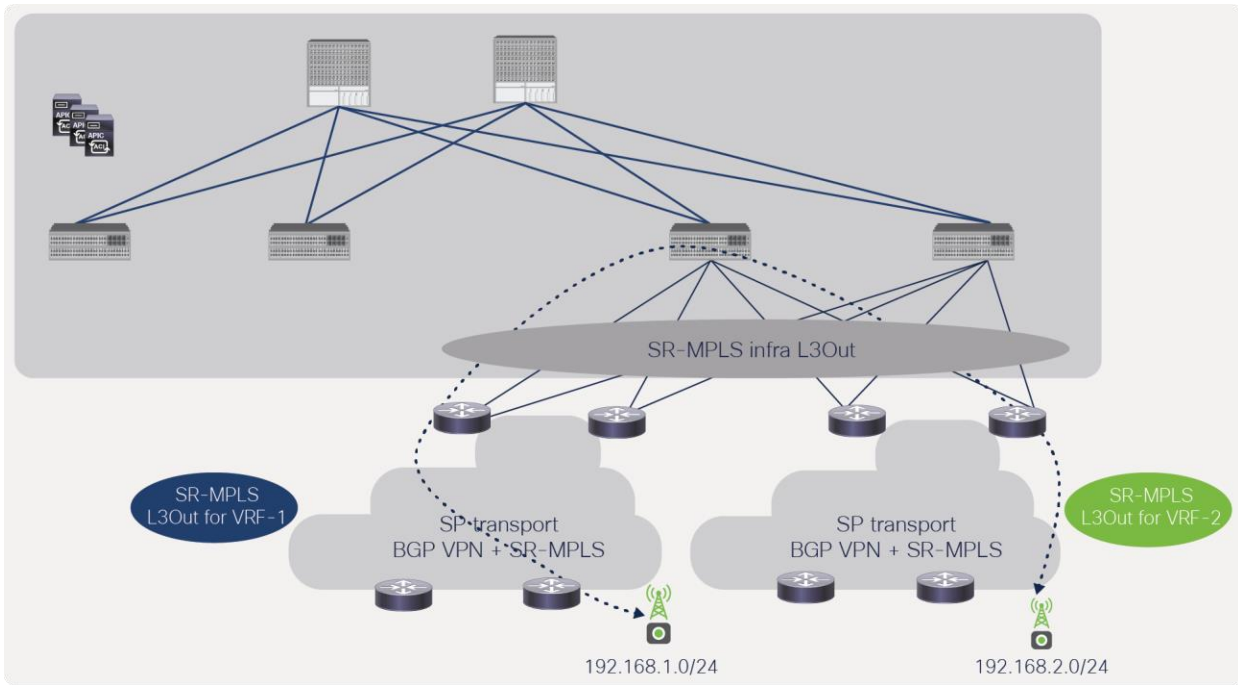 APIC
ACI
SR-MPLS infra L3Out
SR-MPLS
L3Out for VRF-1
SP transport
BGP VPN + SR-MPLS
SP transport
BGP VPN + SR-MPLS
SR-MPLS
L3Out for VRF-2
192.168.1.0/24
192.168.2.0/24